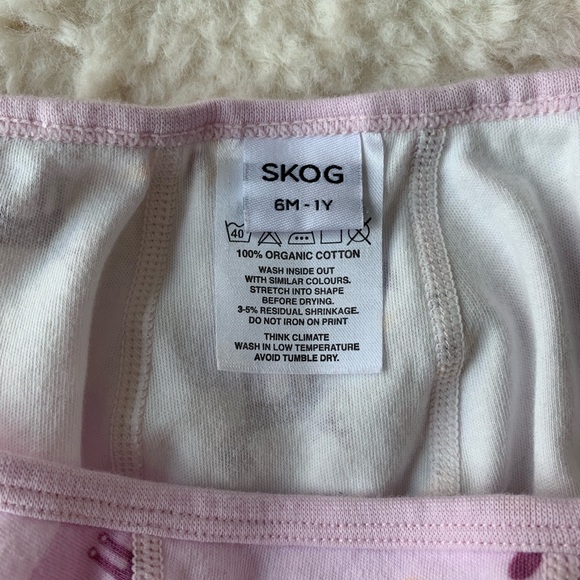 SKOG
6M - 1Y
40
100% ORGANIC COTTON
WASH INSIDE OUT
WITH SIMILAR COLOURS.
STRETCH INTO SHAPE
BEFORE DRYING.
3-5% RESIDUAL SHRINKAGE.
DO NOT IRON ON PRINT
THINK CLIMATE
WASH IN LOW TEMPERATURE
AVOID TUMBLE DRY.